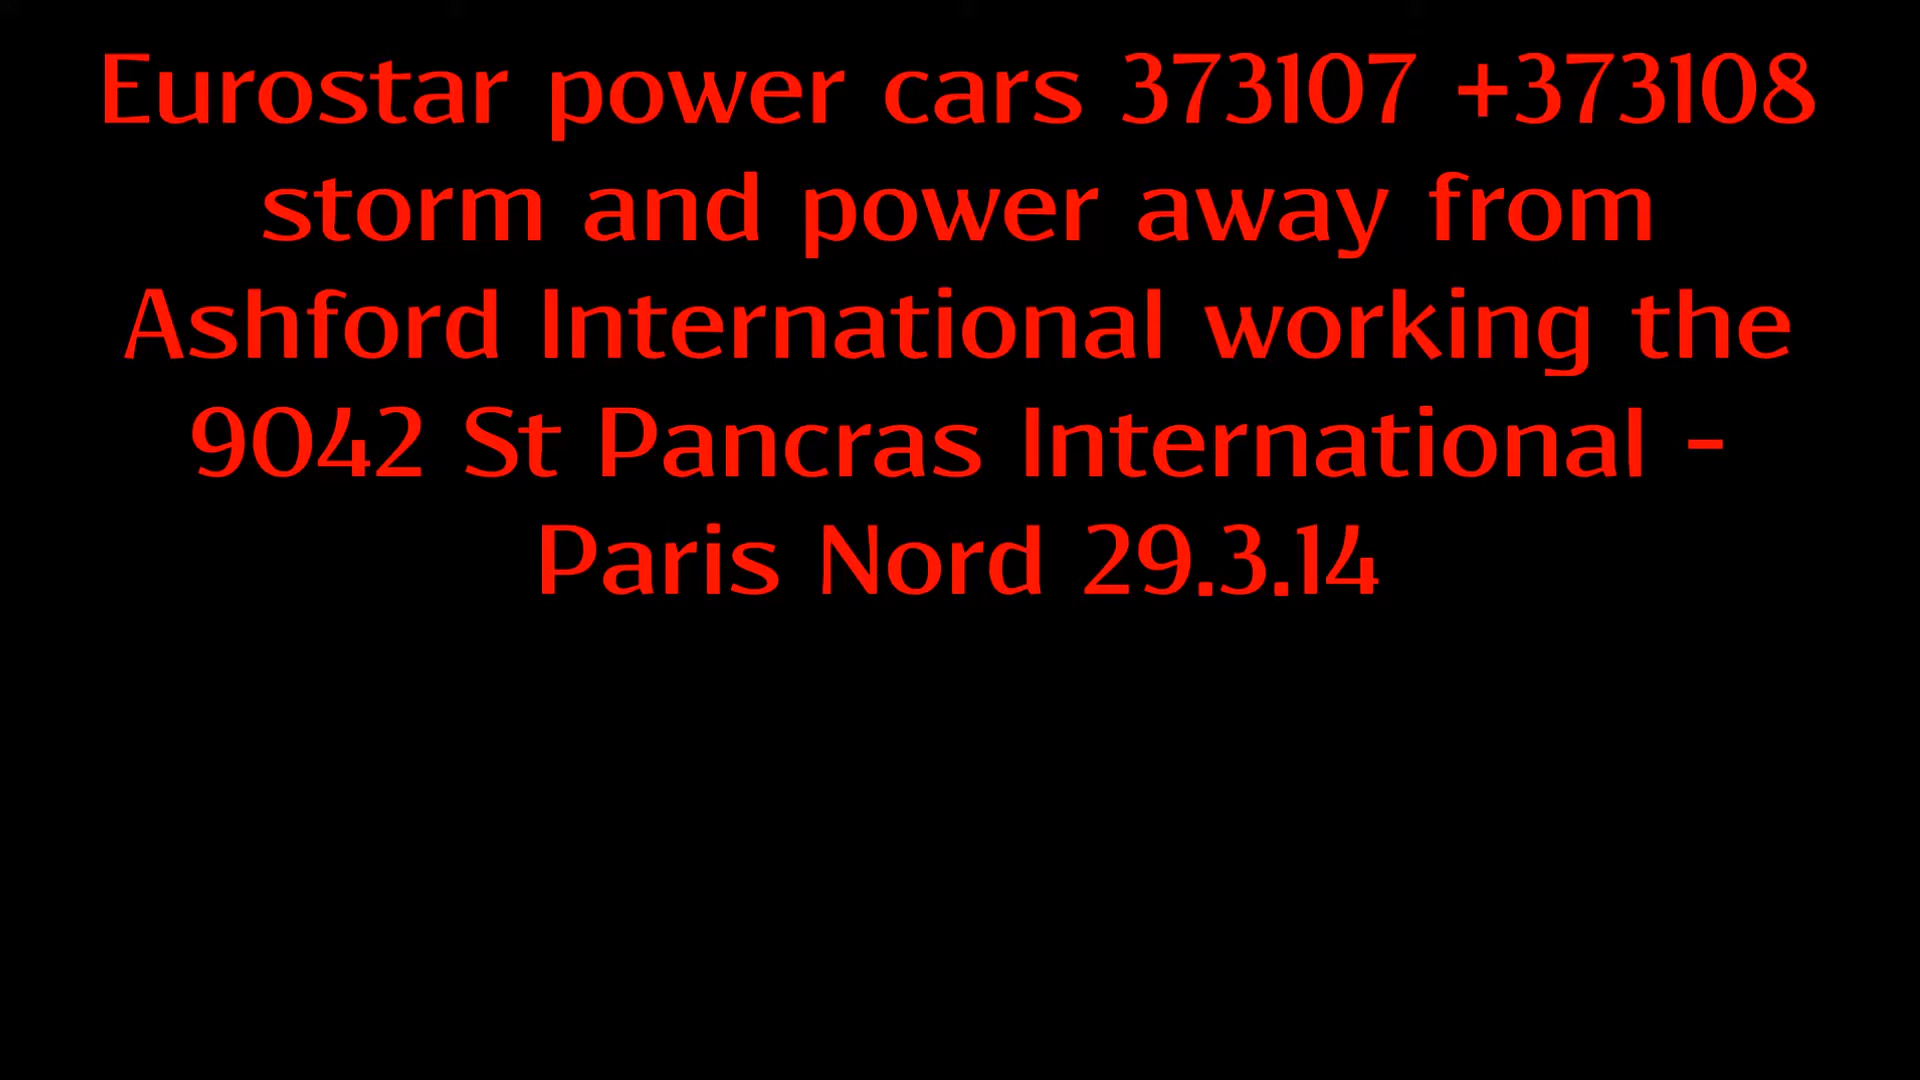 Eurostar power cars 373107 +373108
storm and power away from
Ashford International working the
9042 St Pancras International -
Paris Nord 29.3.14